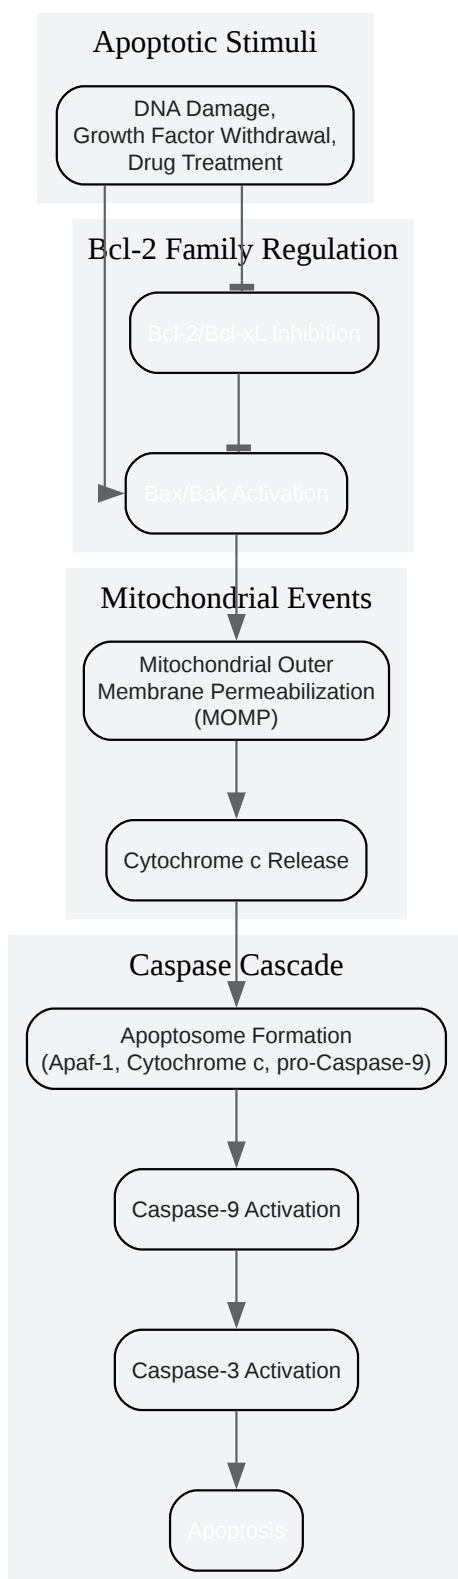 Apoptotic Stimuli
DNA Damage,
Growth Factor Withdrawal,
Drug Treatment
Bcl-2 Family Regulation
Bcl-2/Bcl-xL Inhibition
Bax/Bak Activation
Mitochondrial Events
Mitochondrial Outer
Membrane Permeabilization
(MOMP)
Cytochrome c Release
Caspase Cascade
Apoptosome Formation
(Apaf-1, Cytochrome c, pro-Caspase-9)
Caspase-9 Activation
Caspase-3 Activation
Apoptosis